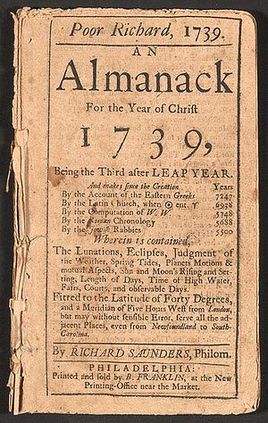 Poor Richard, 1739.
AN
Almanack
For the Year of Christ
1739,
Being the Third after LEAP YEAR.
And makes since the Creation Years
By the Account of the Eastern Greeks 7247
By the Latin Church, when ☉ ent. ♈ 6938
By the Computation of W.W. 5748
By the Roman Chronology 5688
By the Jewish Rabbies 5500
Wherein is contained,
The Lunations, Eclipses, Judgment of
the Weather, Spring Tides, Planets Motions &
mutual Aspects, Sun and Moon's Rising and Set-
ting, Length of Days, Time of High Water,
Fairs, Courts, and observable Days.
Fitted to the Latitude of Forty Degrees,
and a Meridian of Five Hours West from London,
but may without sensible Error, serve all the ad-
jacent Places, even from Newfoundland to South-
Carolina.
By RICHARD SAUNDERS, Philom.
PHILADELPHIA:
Printed and sold by B. FRANKLIN, at the New
Printing-Office near the Market.